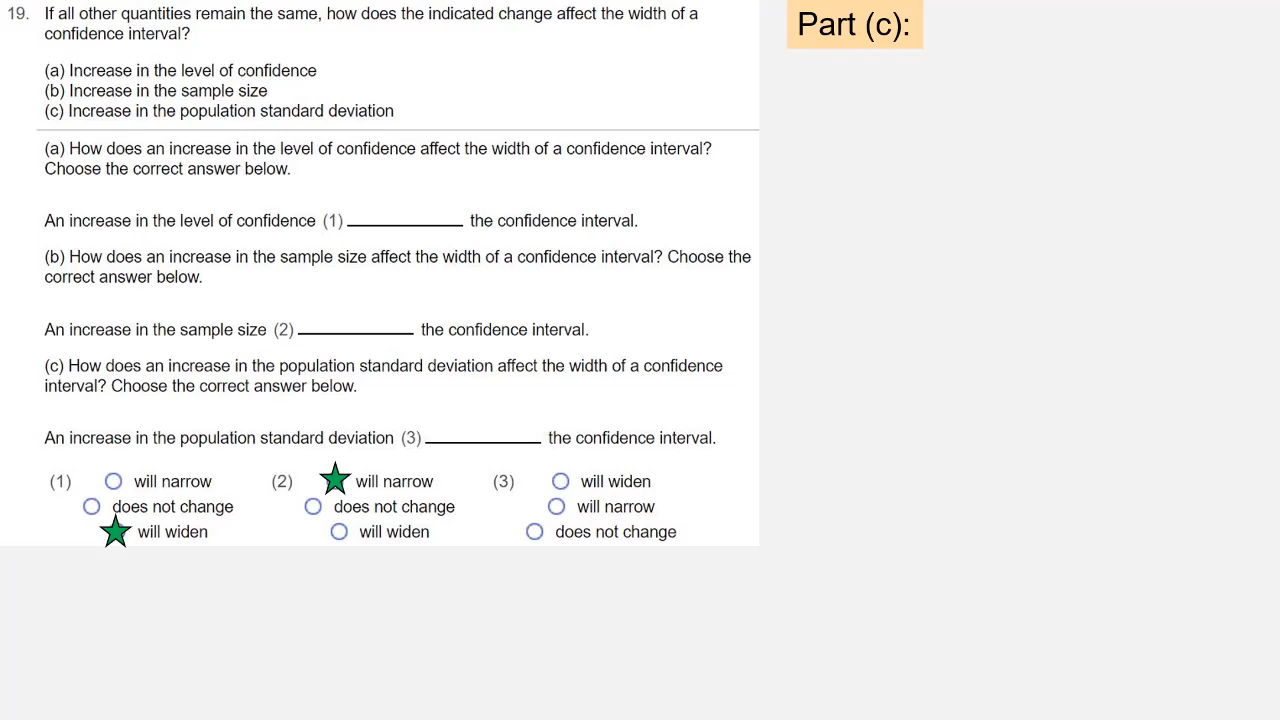 19. If all other quantities remain the same, how does the indicated change affect the width of a
confidence interval?
(a) Increase in the level of confidence
(b) Increase in the sample size
(c) Increase in the population standard deviation
(a) How does an increase in the level of confidence affect the width of a confidence interval?
Choose the correct answer below.
An increase in the level of confidence (1) ____________ the confidence interval.
(b) How does an increase in the sample size affect the width of a confidence interval? Choose the
correct answer below.
An increase in the sample size (2) ____________ the confidence interval.
(c) How does an increase in the population standard deviation affect the width of a confidence
interval? Choose the correct answer below.
An increase in the population standard deviation (3) ____________ the confidence interval.
(1) will narrow (2) will narrow (3) will widen
does not change does not change will narrow
will widen will widen does not change
Part (c):